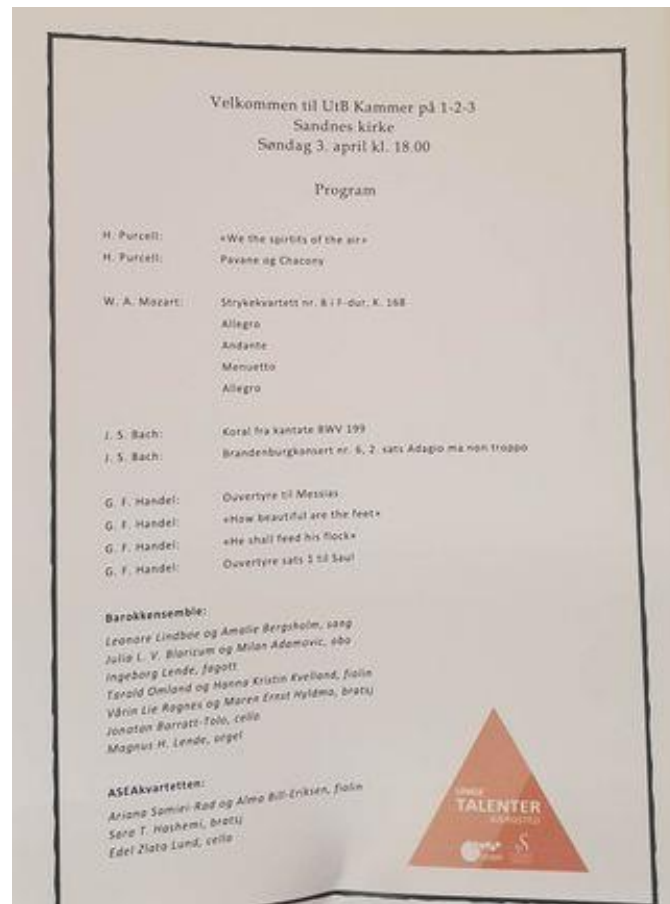 Velkommen til UtB Kammer på 1-2-3
Sandnes kirke
Søndag 3. april kl. 18.00
Program
H. Purcell: «We the spirtits of the air»
H. Purcell: Pavane og Chacony
W. A. Mozart: Strykekvartett nr. 8 i F-dur, K. 168
Allegro
Andante
Menuetto
Allegro
J. S. Bach: Koral fra kantate BWV 199
J. S. Bach: Brandenburgkonsert nr. 6, 2. sats Adagio ma non troppo
G. F. Handel: Ouvertyre til Messias
G. F. Handel: «How beautiful are the feet»
G. F. Handel: «He shall feed his flock»
G. F. Handel: Ouvertyre sats 1 til Saul
Barokkensemble:
Leonore Lindboe og Amalie Bergsholm, sang
Julia L. V. Blaricum og Milan Adamovic, obo
Ingeborg Lende, fagott
Tarald Omland og Hanna Kristin Kvelland, fiolin
Vårin Lie Ragnes og Maren Ernst Hyldmo, bratsj
Jonatan Barratt-Tolo, cello
Magnus H. Lende, orgel
ASEAkvartetten:
Ariana Samiei-Rad og Alma Bill-Eriksen, fiolin
Sara T. Hashemi, bratsj
Edel Zlata Lund, cello
UNGE
TALENTER